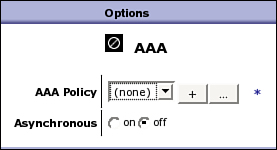 Options
AAA
AAA Policy (none) + ... *
Asynchronous on off